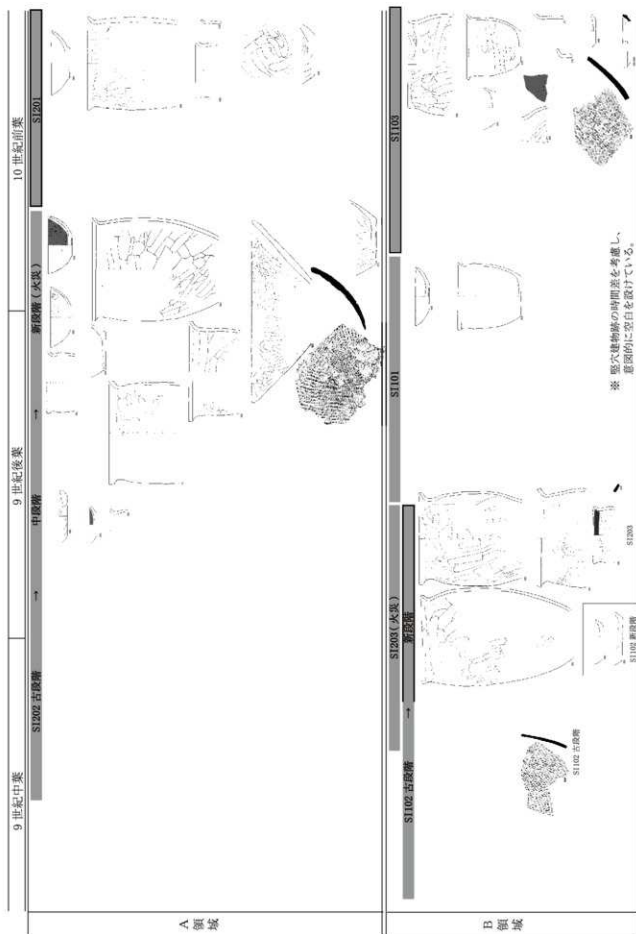 9 世紀中葉
9 世紀後葉
10 世紀前葉
A 領域
SI202 古段階
→
中段階
→
新段階（火災）
SI201
B 領域
SI102 古段階
→
新段階
SI203（火災）
SI101
SI103
SI102 古段階
SI102 新段階
SI203
※ 竪穴建物跡の時間差を考慮し、
意図的に空白を設けている。